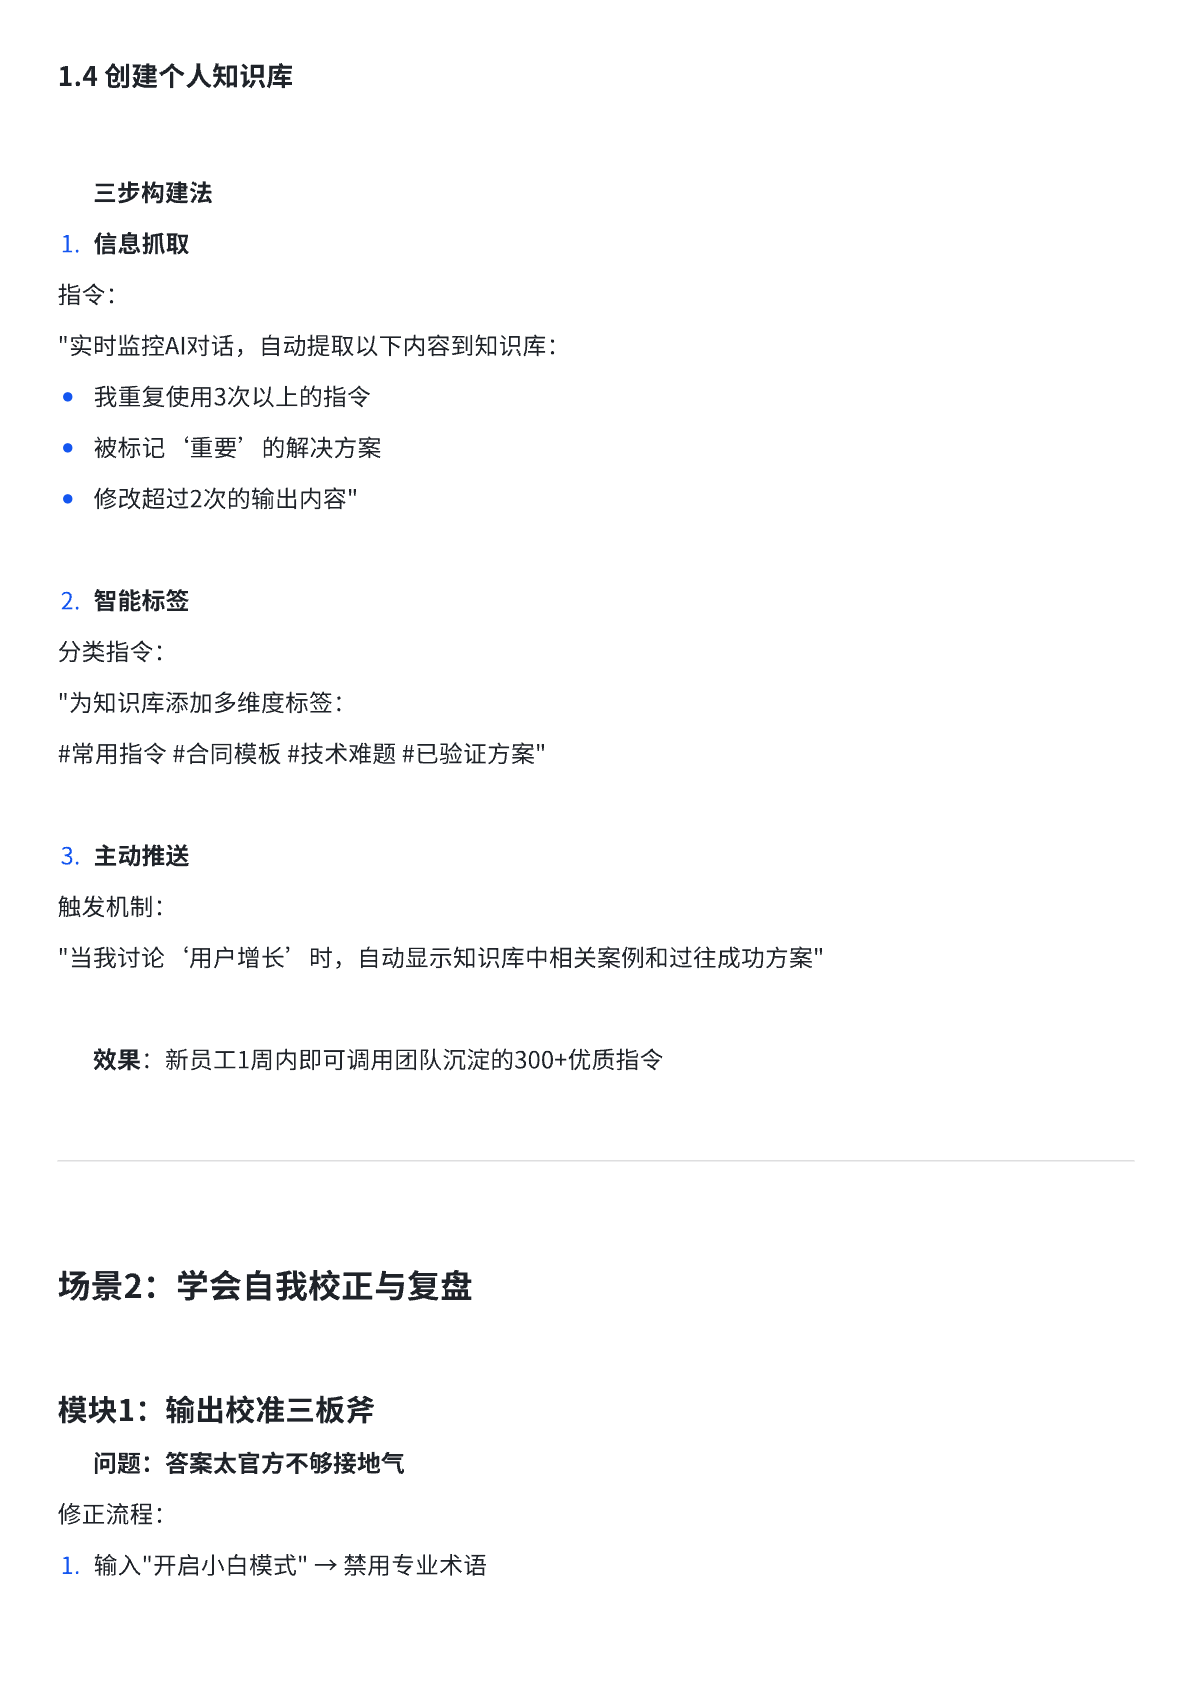 1.4 创建个人知识库
三步构建法
1. 信息抓取
指令：
"实时监控AI对话，自动提取以下内容到知识库：
• 我重复使用3次以上的指令
• 被标记‘重要’的解决方案
• 修改超过2次的输出内容"
2. 智能标签
分类指令：
"为知识库添加多维度标签：
#常用指令 #合同模板 #技术难题 #已验证方案"
3. 主动推送
触发机制：
"当我讨论‘用户增长’时，自动显示知识库中相关案例和过往成功方案"
效果：新员工1周内即可调用团队沉淀的300+优质指令
场景2：学会自我校正与复盘
模块1：输出校准三板斧
问题：答案太官方不够接地气
修正流程：
1. 输入"开启小白模式" → 禁用专业术语